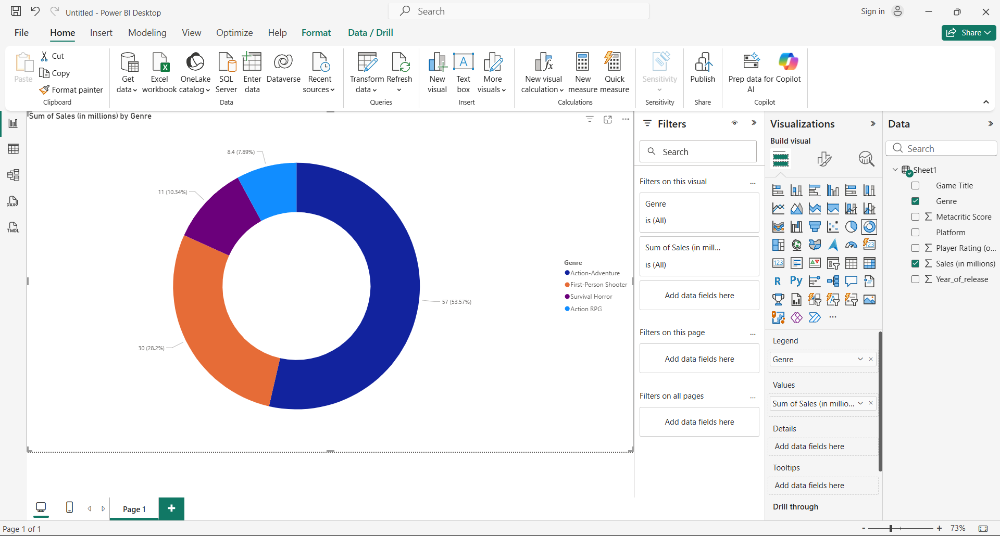 Untitled - Power BI Desktop
Search
Sign in
File
Home
Insert
Modeling
View
Optimize
Help
Format
Data / Drill
Share
Paste
Cut
Copy
Format painter
Clipboard
Get data
Excel workbook
OneLake catalog
SQL Server
Enter data
Dataverse
Recent sources
Data
Transform data
Refresh
Queries
New visual
Text box
More visuals
Insert
New visual calculation
New measure
Quick measure
Calculations
Sensitivity
Sensitivity
Publish
Share
Prep data for AI
Copilot
Copilot
DAX
TMDL
Sum of Sales (in millions) by Genre
8.4 (7.89%)
11 (10.34%)
30 (28.2%)
57 (53.57%)
Genre
Action-Adventure
First-Person Shooter
Survival Horror
Action RPG
Filters
Search
Filters on this visual
...
Genre
is (All)
Sum of Sales (in mill...
is (All)
Add data fields here
Filters on this page
...
Add data fields here
Filters on all pages
...
Add data fields here
Visualizations
Build visual
123
123
R
Py
...
Legend
Genre
Values
Sum of Sales (in millio...
Details
Add data fields here
Tooltips
Add data fields here
Drill through
Data
Search
Sheet1
Game Title
Genre
Σ Metacritic Score
Platform
Σ Player Rating (o...
Σ Sales (in millions)
Σ Year_of_release
Page 1
+
Page 1 of 1
- + 73%